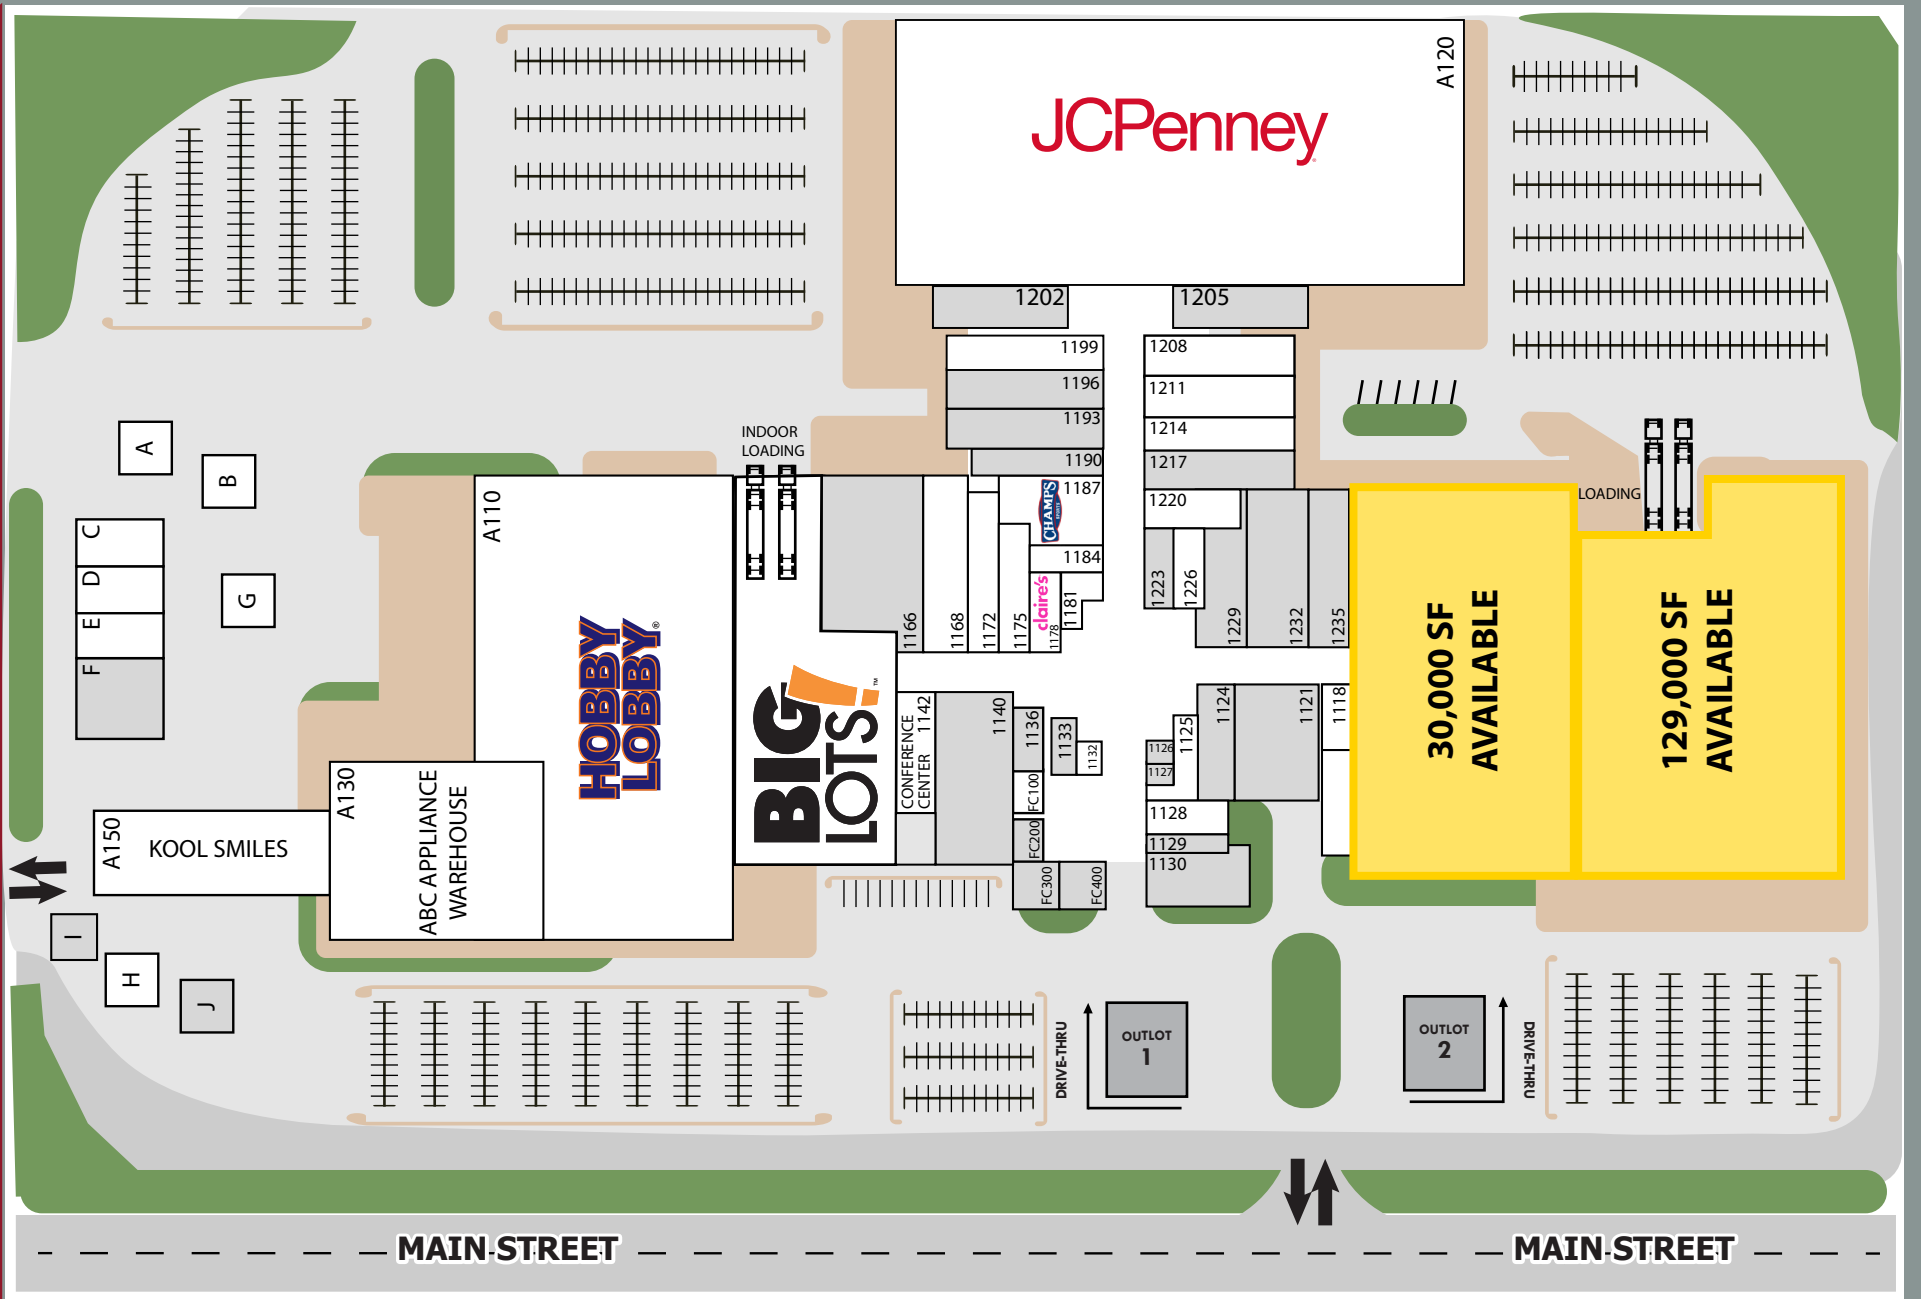 A120
JCPenney
1202
1205
1199
1208
1196
1211
1193
1214
1190
1217
INDOOR
LOADING
A
B
C
D
E
F
G
A110
HOBBY
LOBBY®
BIG
LOTS™
1166
1168
1172
1175
CHAMPS
1187
1184
claire's
1178
1181
1220
1223
1226
1229
1232
1235
LOADING
30,000 SF
AVAILABLE
129,000 SF
AVAILABLE
CONFERENCE
CENTER
1142
1140
1136
1133
1132
FC100
FC200
FC300
FC400
1124
1121
1118
1125
1126
1127
1128
1129
1130
A130
ABC APPLIANCE
WAREHOUSE
A150
KOOL SMILES
I
H
J
DRIVE-THRU
OUTLOT
1
OUTLOT
2
DRIVE-THRU
MAIN STREET
MAIN STREET